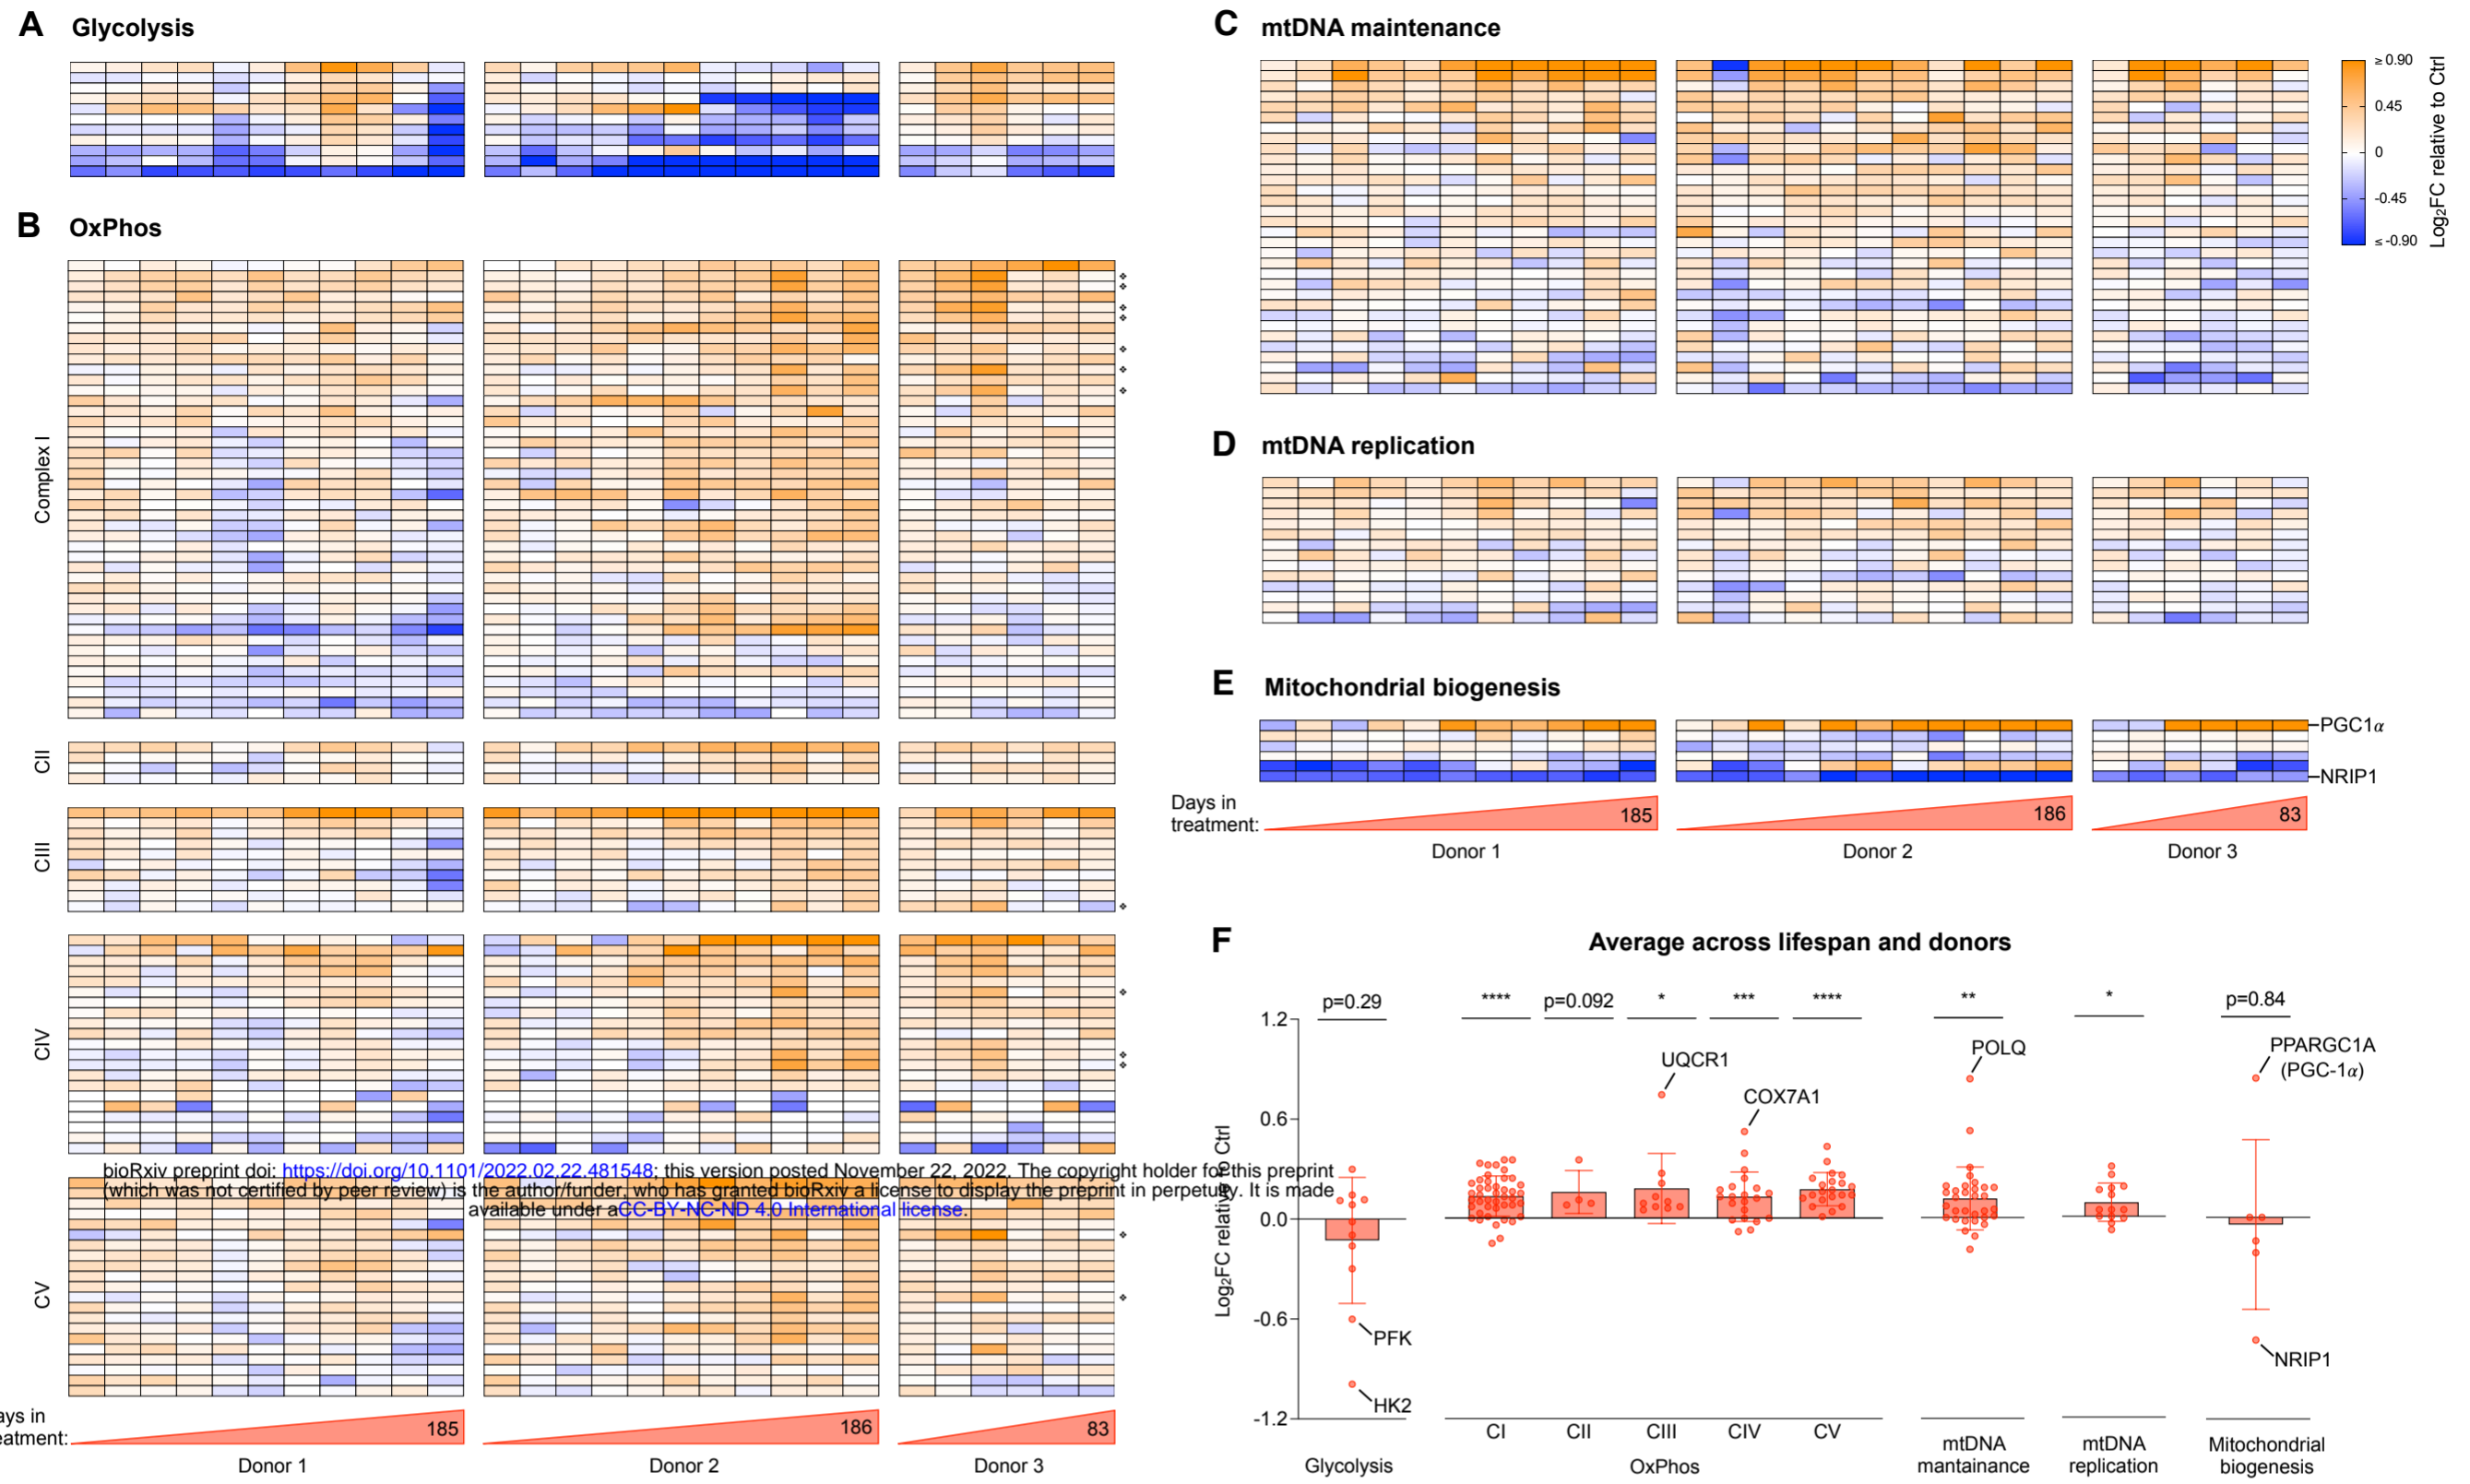 A Glycolysis
B OxPhos
Complex I
CII
CIII
CIV
CV
bioRxiv preprint doi: https://doi.org/10.1101/2022.02.22.481548; this version posted November 22, 2022. The copyright holder for this preprint
(which was not certified by peer review) is the author/funder, who has granted bioRxiv a license to display the preprint in perpetuity. It is made
available under aCC-BY-NC-ND 4.0 International license.
ays in
eatment:
185
186
83
Donor 1
Donor 2
Donor 3
C mtDNA maintenance
≥ 0.90
0.45
0
-0.45
≤ -0.90
Log2FC relative to Ctrl
D mtDNA replication
E Mitochondrial biogenesis
PGC1α
NRIP1
Days in
treatment:
185
186
83
Donor 1
Donor 2
Donor 3
F Average across lifespan and donors
Log2FC relative to Ctrl
1.2
0.6
0.0
-0.6
-1.2
p=0.29
****
p=0.092
*
***
****
**
*
p=0.84
UQCR1
COX7A1
POLQ
PPARGC1A
(PGC-1α)
PFK
HK2
NRIP1
CI
CII
CIII
CIV
CV
Glycolysis
OxPhos
mtDNA
mantainance
mtDNA
replication
Mitochondrial
biogenesis